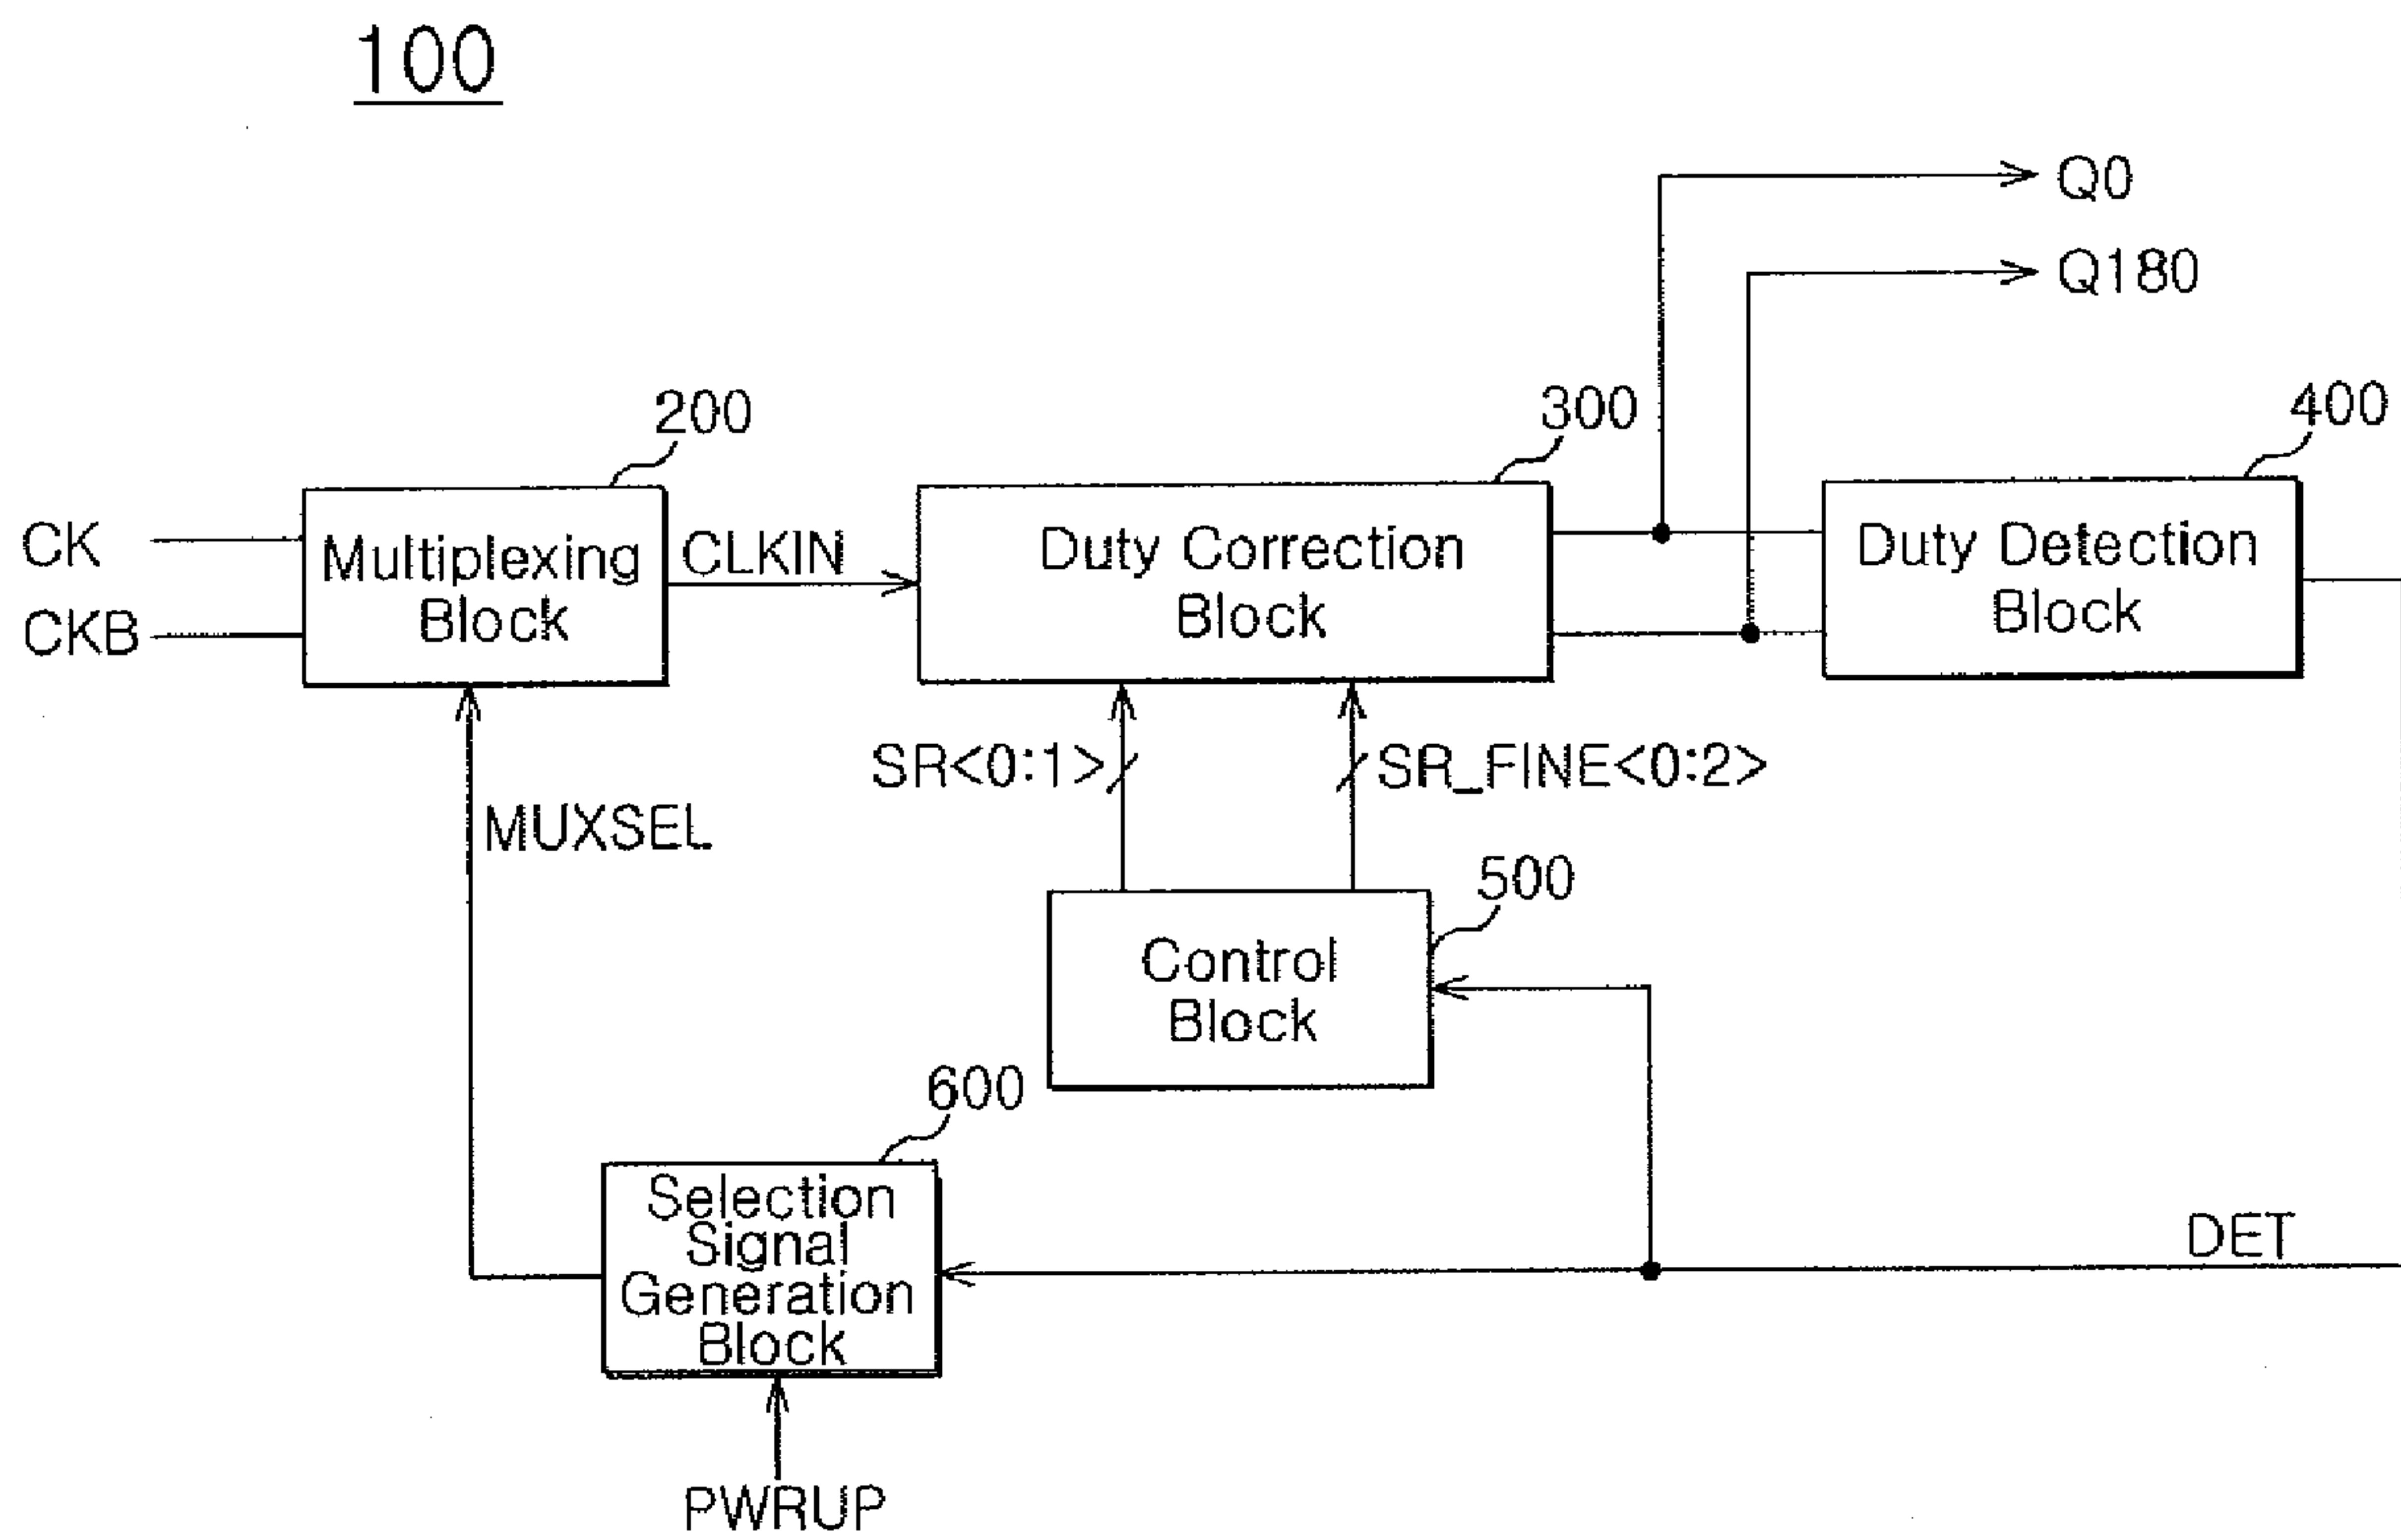 100
Q0
Q180
200
300
400
CK
CKB
Multiplexing
Block
CLKIN
Duty Correction
Block
Duty Detection
Block
SR<0:1>
SR_FINE<0:2>
MUXSEL
500
Control
Block
600
Selection
Signal
Generation
Block
DET
PWRUP